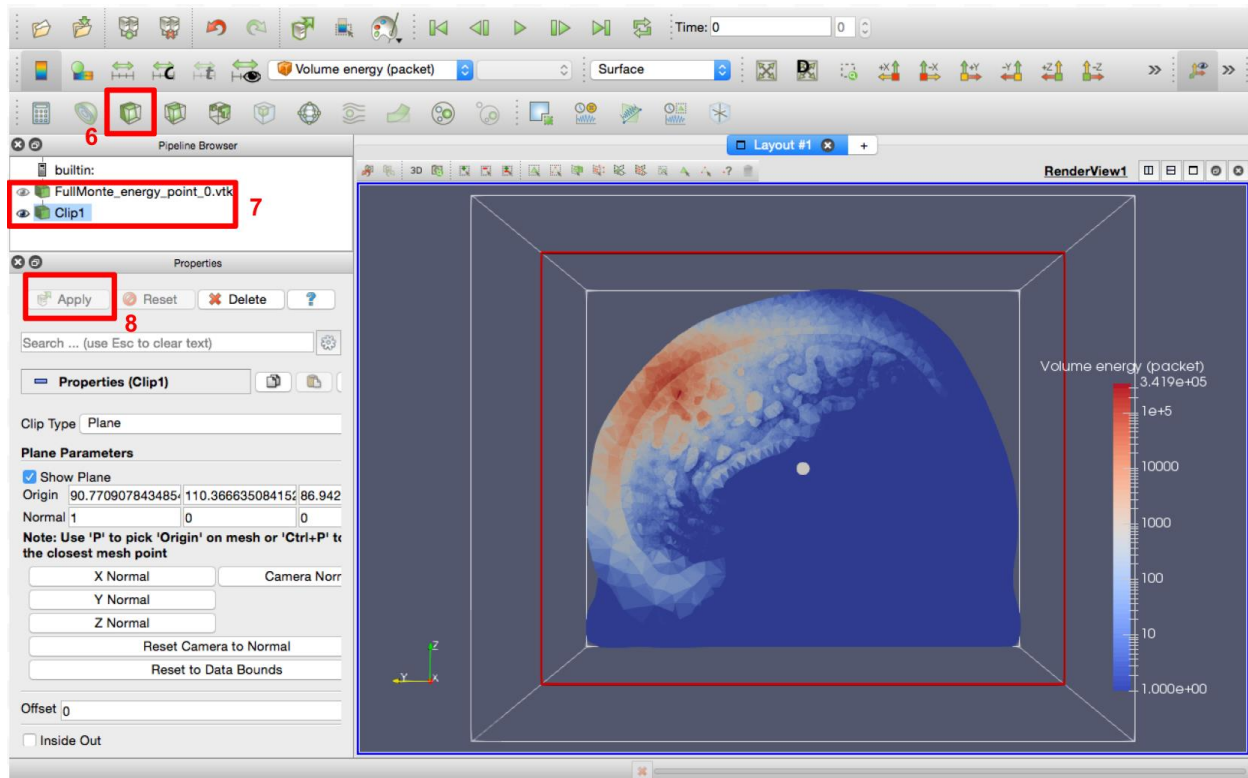 Time: 0
0
Volume energy (packet)
Surface
D
+X
-X
+Y
-Y
+Z
-Z
»
»
6
Pipeline Browser
Layout #1
+
builtin:
3D
RenderView1
FullMonte_energy_point_0.vtk
7
Clip1
Properties
Apply
Reset
Delete
?
8
Search ... (use Esc to clear text)
Properties (Clip1)
Clip Type Plane
Plane Parameters
Show Plane
Origin 90.7709078434854 110.366635084152 86.942
Normal 1 0 0
Note: Use 'P' to pick 'Origin' on mesh or 'Ctrl+P' to
the closest mesh point
X Normal
Camera Norr
Y Normal
Z Normal
Reset Camera to Normal
Reset to Data Bounds
Offset 0
Inside Out
Volume energy (packet)
3.419e+05
1e+5
10000
1000
100
10
1.000e+00
Z
Y
X